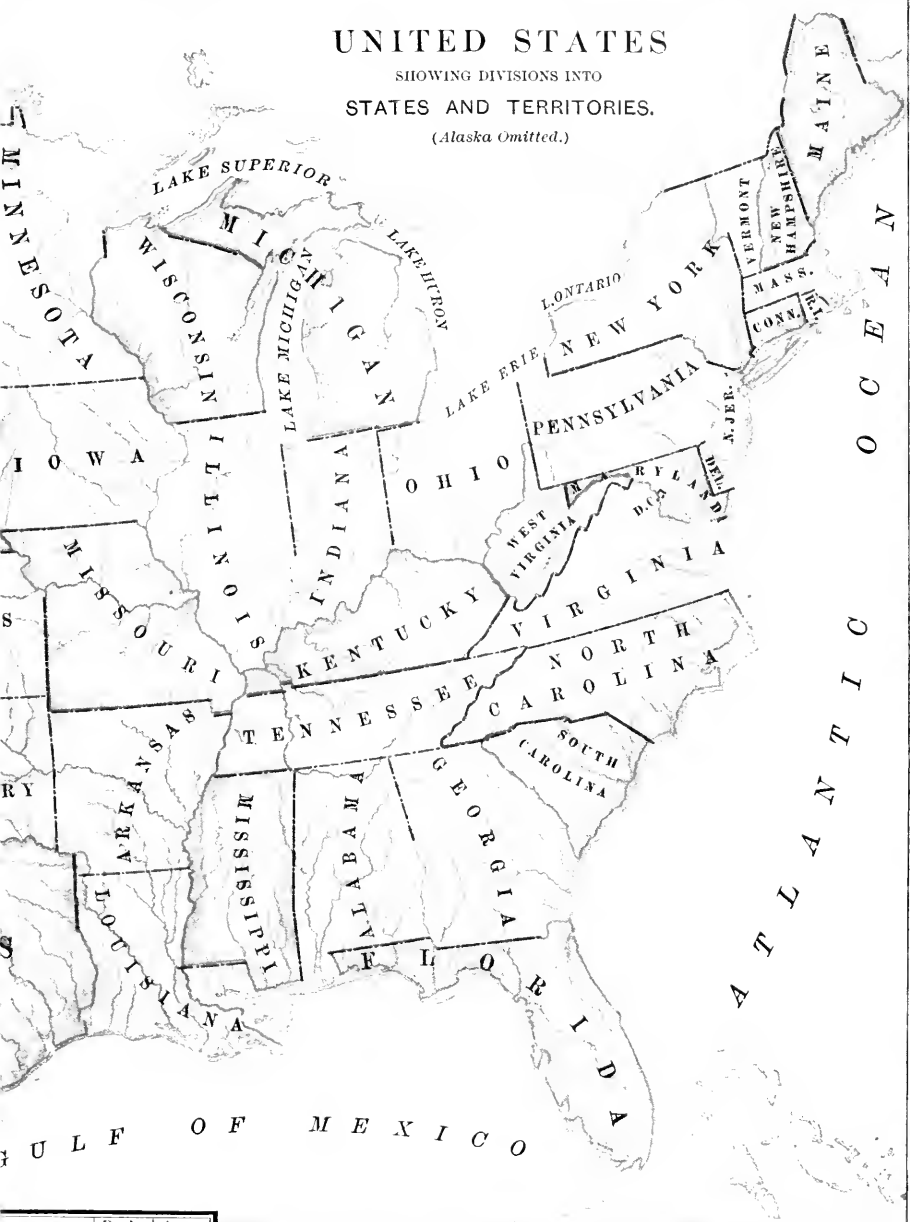 UNITED STATES
SHOWING DIVISIONS INTO
STATES AND TERRITORIES.
(Alaska Omitted.)
MAINE
LAKE SUPERIOR
MINNESOTA
MICHIGAN
WISCONSIN
LAKE MICHIGAN
LAKE HURON
L.ONTARIO
VERMONT
NEW
HAMPSHIRE
MASS.
R.I.
CONN.
NEW YORK
LAKE ERIE
PENNSYLVANIA
N.JER.
IOWA
ILLINOIS
INDIANA
OHIO
MARYLAND
DEL.
D.C.
WEST
VIRGINIA
VIRGINIA
MISSOURI
KENTUCKY
S
NORTH
CAROLINA
TENNESSEE
ARKANSAS
SOUTH
CAROLINA
RY
MISSISSIPPI
ALABAMA
GEORGIA
LOUISIANA
S
FLORIDA
ATLANTIC OCEAN
GULF OF MEXICO